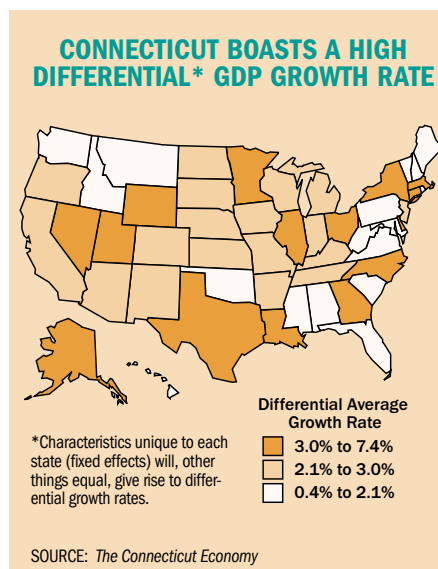 CONNECTICUT BOASTS A HIGH
DIFFERENTIAL* GDP GROWTH RATE
Differential Average
Growth Rate
3.0% to 7.4%
2.1% to 3.0%
0.4% to 2.1%
*Characteristics unique to each
state (fixed effects) will, other
things equal, give rise to differ-
ential growth rates.
SOURCE: The Connecticut Economy